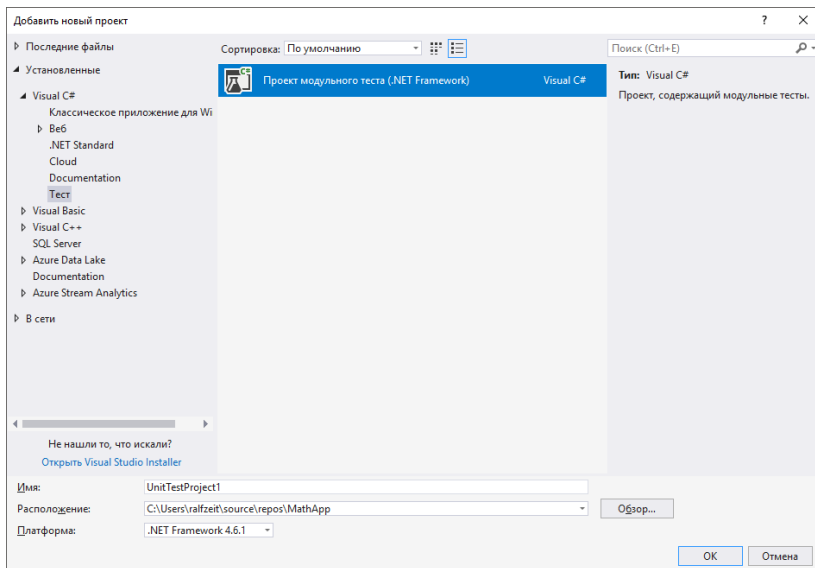 Добавить новый проект
?
Последние файлы
Сортировка: По умолчанию
Поиск (Ctrl+E)
Установленные
C#
Проект модульного теста (.NET Framework)
Visual C#
Тип: Visual C#
Проект, содержащий модульные тесты.
Visual C#
Классическое приложение для Wi
Веб
.NET Standard
Cloud
Documentation
Тест
Visual Basic
Visual C++
SQL Server
Azure Data Lake
Documentation
Azure Stream Analytics
В сети
Не нашли то, что искали?
Открыть Visual Studio Installer
Имя: UnitTestProject1
Расположение: C:\Users\ralfzeit\source\repos\MathApp
Обзор...
Платформа: .NET Framework 4.6.1
OK Отмена